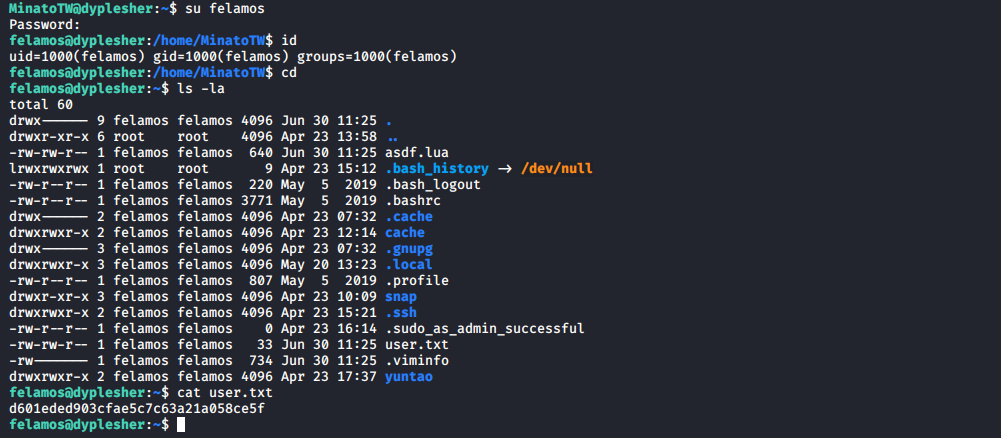 MinatoTW@dyplesher:~$ su felamos
Password:
felamos@dyplesher:/home/MinatoTW$ id
uid=1000(felamos) gid=1000(felamos) groups=1000(felamos)
felamos@dyplesher:/home/MinatoTW$ cd
felamos@dyplesher:~$ ls -la
total 60
drwx------ 9 felamos felamos 4096 Jun 30 11:25 .
drwxr-xr-x 6 root    root    4096 Apr 23 13:58 ..
-rw-rw-r-- 1 felamos felamos  640 Jun 30 11:25 asdf.lua
lrwxrwxrwx 1 root    root       9 Apr 23 15:12 .bash_history -> /dev/null
-rw-r--r-- 1 felamos felamos  220 May  5  2019 .bash_logout
-rw-r--r-- 1 felamos felamos 3771 May  5  2019 .bashrc
drwx------ 2 felamos felamos 4096 Apr 23 07:32 .cache
drwxrwxr-x 2 felamos felamos 4096 Apr 23 12:14 cache
drwx------ 3 felamos felamos 4096 Apr 23 07:32 .gnupg
drwxrwxr-x 3 felamos felamos 4096 May 20 13:23 .local
-rw-r--r-- 1 felamos felamos  807 May  5  2019 .profile
drwxr-xr-x 3 felamos felamos 4096 Apr 23 10:09 snap
drwxrwxr-x 2 felamos felamos 4096 Apr 23 15:21 .ssh
-rw-r--r-- 1 felamos felamos    0 Apr 23 16:14 .sudo_as_admin_successful
-rw-rw-r-- 1 felamos felamos   33 Jun 30 11:25 user.txt
-rw------- 1 felamos felamos  734 Jun 30 11:25 .viminfo
drwxrwxr-x 2 felamos felamos 4096 Apr 23 17:37 yuntao
felamos@dyplesher:~$ cat user.txt
d601eded903cfae5c7c63a21a058ce5f
felamos@dyplesher:~$